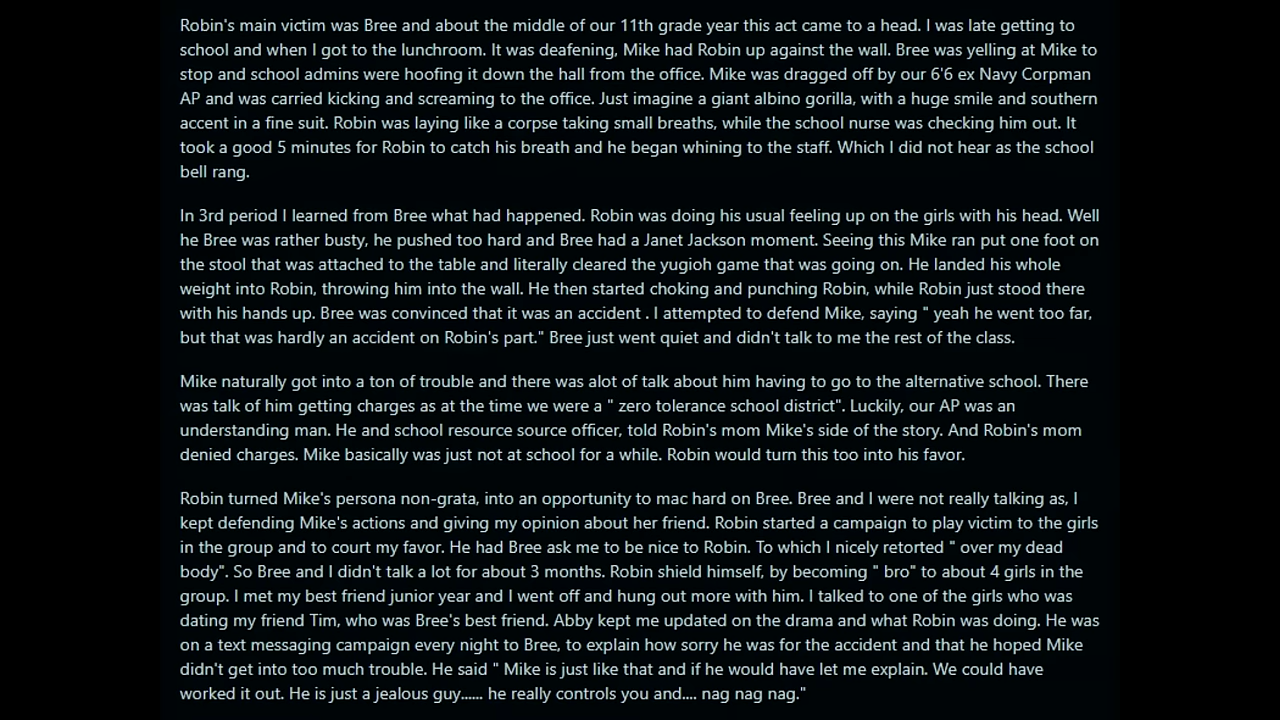 Robin's main victim was Bree and about the middle of our 11th grade year this act came to a head. I was late getting to
school and when I got to the lunchroom. It was deafening, Mike had Robin up against the wall. Bree was yelling at Mike to
stop and school admins were hoofing it down the hall from the office. Mike was dragged off by our 6'6 ex Navy Corpman
AP and was carried kicking and screaming to the office. Just imagine a giant albino gorilla, with a huge smile and southern
accent in a fine suit. Robin was laying like a corpse taking small breaths, while the school nurse was checking him out. It
took a good 5 minutes for Robin to catch his breath and he began whining to the staff. Which I did not hear as the school
bell rang.
In 3rd period I learned from Bree what had happened. Robin was doing his usual feeling up on the girls with his head. Well
he Bree was rather busty, he pushed too hard and Bree had a Janet Jackson moment. Seeing this Mike ran put one foot on
the stool that was attached to the table and literally cleared the yugioh game that was going on. He landed his whole
weight into Robin, throwing him into the wall. He then started choking and punching Robin, while Robin just stood there
with his hands up. Bree was convinced that it was an accident . I attempted to defend Mike, saying " yeah he went too far,
but that was hardly an accident on Robin's part." Bree just went quiet and didn't talk to me the rest of the class.
Mike naturally got into a ton of trouble and there was alot of talk about him having to go to the alternative school. There
was talk of him getting charges as at the time we were a " zero tolerance school district". Luckily, our AP was an
understanding man. He and school resource source officer, told Robin's mom Mike's side of the story. And Robin's mom
denied charges. Mike basically was just not at school for a while. Robin would turn this too into his favor.
Robin turned Mike's persona non-grata, into an opportunity to mac hard on Bree. Bree and I were not really talking as, I
kept defending Mike's actions and giving my opinion about her friend. Robin started a campaign to play victim to the girls
in the group and to court my favor. He had Bree ask me to be nice to Robin. To which I nicely retorted " over my dead
body". So Bree and I didn't talk a lot for about 3 months. Robin shield himself, by becoming " bro" to about 4 girls in the
group. I met my best friend junior year and I went off and hung out more with him. I talked to one of the girls who was
dating my friend Tim, who was Bree's best friend. Abby kept me updated on the drama and what Robin was doing. He was
on a text messaging campaign every night to Bree, to explain how sorry he was for the accident and that he hoped Mike
didn't get into too much trouble. He said " Mike is just like that and if he would have let me explain. We could have
worked it out. He is just a jealous guy...... he really controls you and.... nag nag nag."